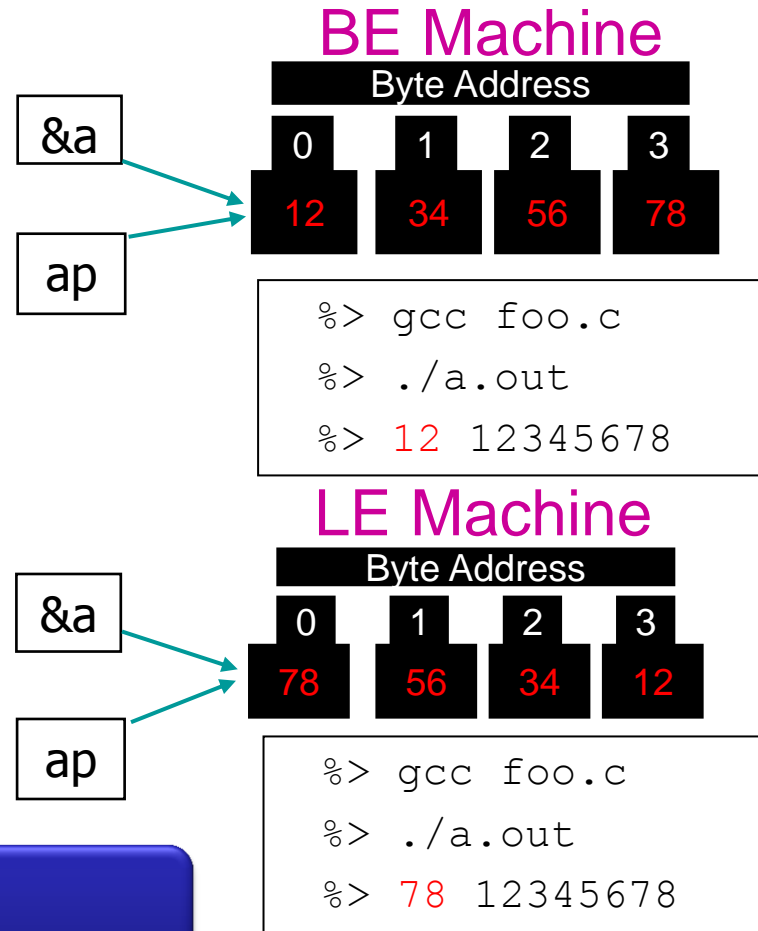 BE Machine
Byte Address
&a
0 1 2 3
12 34 56 78
ap
%> gcc foo.c
%> ./a.out
%> 12 12345678
LE Machine
Byte Address
&a
0 1 2 3
78 56 34 12
ap
%> gcc foo.c
%> ./a.out
%> 78 12345678